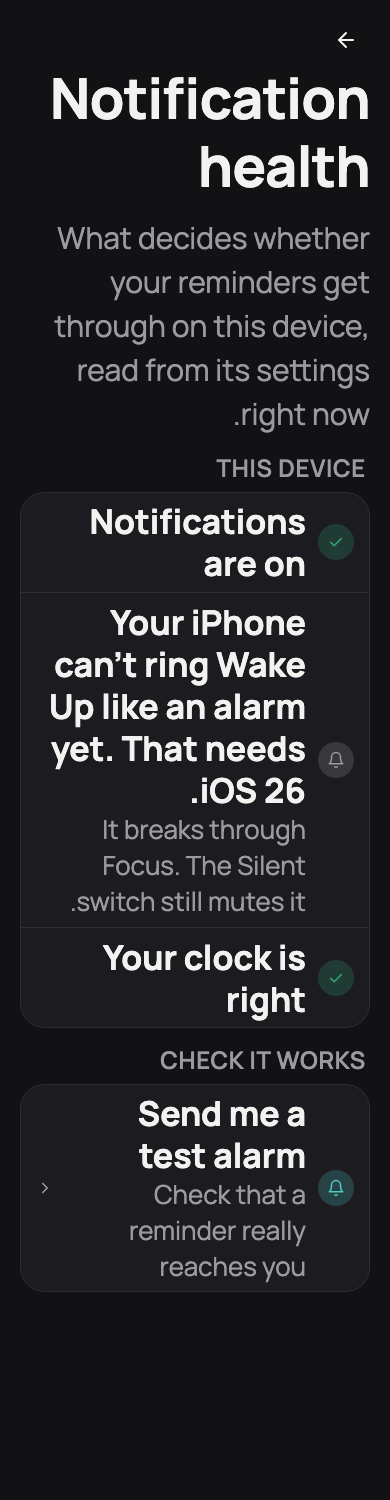 Notification
health
What decides whether
your reminders get
through on this device,
read from its settings
.right now
THIS DEVICE
Notifications
are on
Your iPhone
can't ring Wake
Up like an alarm
yet. That needs
.iOS 26
It breaks through
Focus. The Silent
.switch still mutes it
Your clock is
right
CHECK IT WORKS
Send me a
test alarm
Check that a
reminder really
reaches you